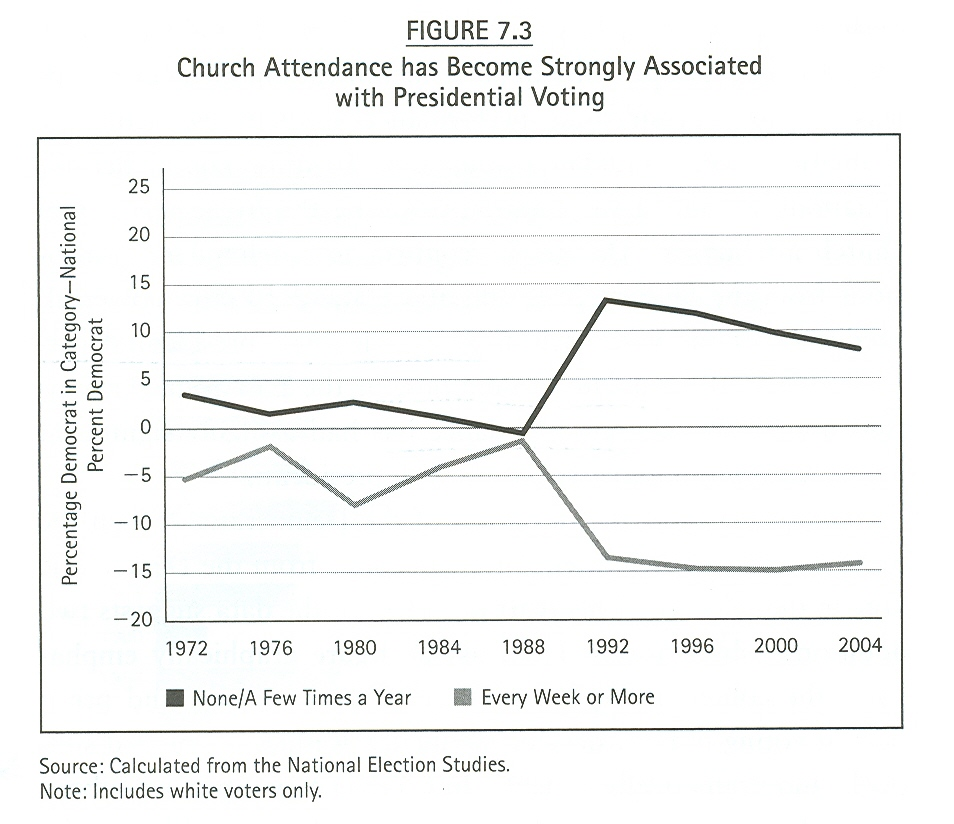 FIGURE 7.3
Church Attendance has Become Strongly Associated
with Presidential Voting
Percentage Democrat in Category—National
Percent Democrat
25
20
15
10
5
0
−5
−10
−15
−20
1972 1976 1980 1984 1988 1992 1996 2000 2004
None/A Few Times a Year Every Week or More
Source: Calculated from the National Election Studies.
Note: Includes white voters only.